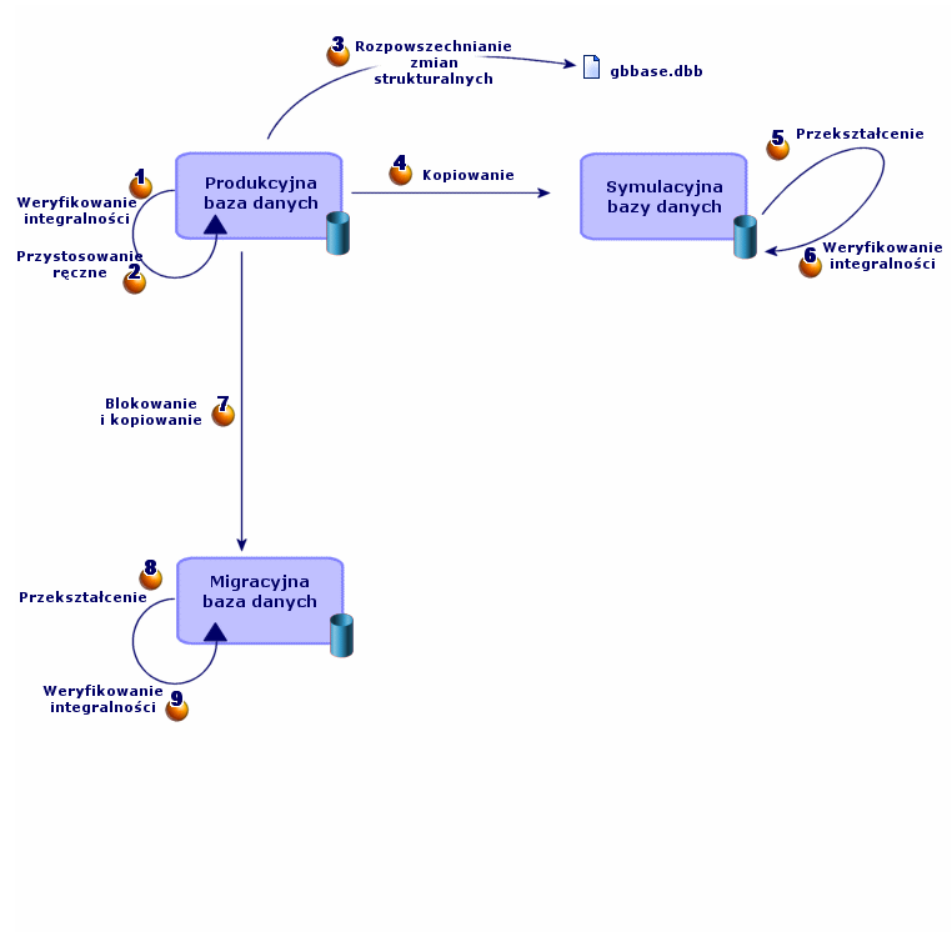 3
Rozpowszechnianie
zmian
strukturalnych
gbbase.dbb
1
Weryfikowanie
integralności
Przystosowanie
ręczne
2
Produkcyjna
baza danych
4
Kopiowanie
Symulacyjna
bazy danych
5
Przekształcenie
6
Weryfikowanie
integralności
Blokowanie
i kopiowanie
7
8
Przekształcenie
Migracyjna
baza danych
Weryfikowanie
integralności
9